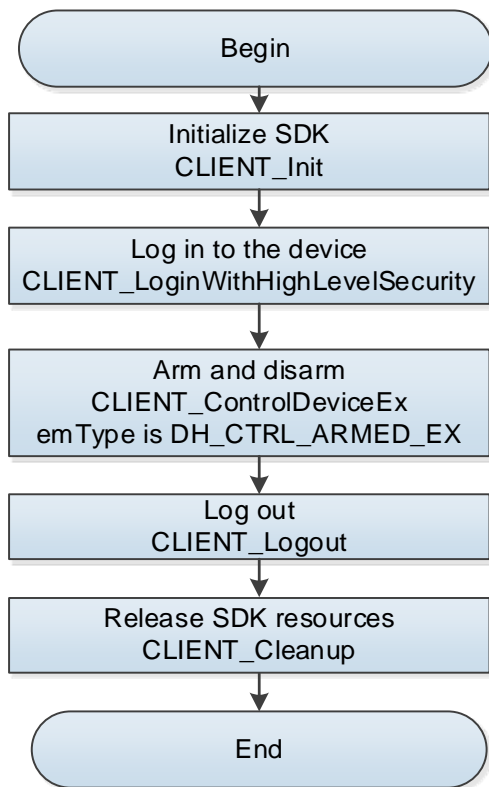 Begin
Initialize SDK
CLIENT_Init
Log in to the device
CLIENT_LoginWithHighLevelSecurity
Arm and disarm
CLIENT_ControlDeviceEx
emType is DH_CTRL_ARMED_EX
Log out
CLIENT_Logout
Release SDK resources
CLIENT_Cleanup
End